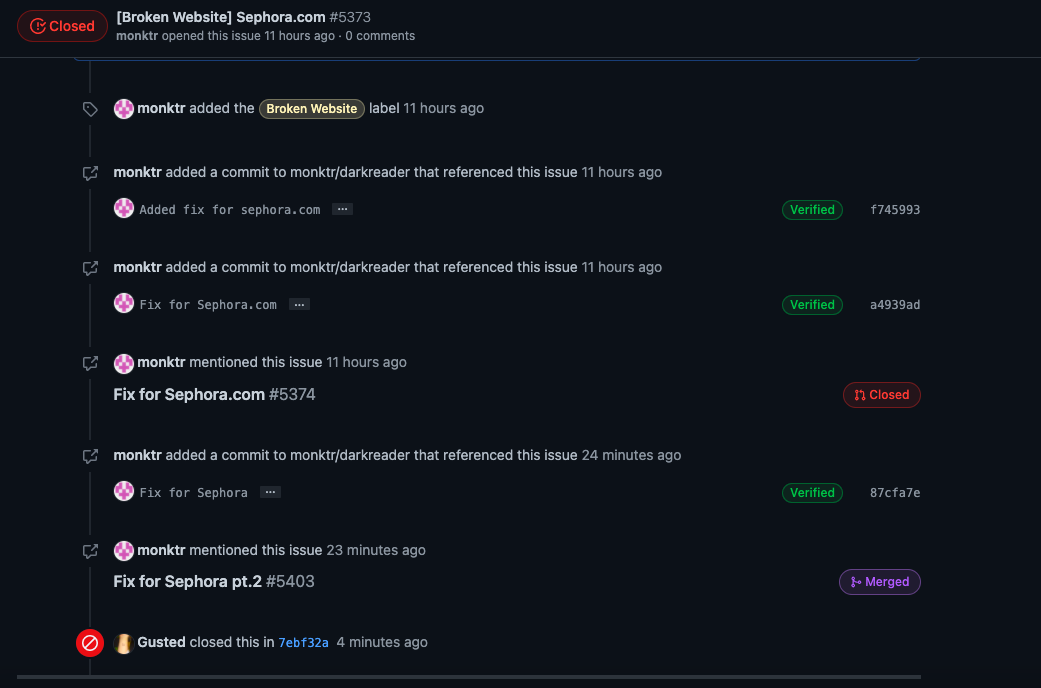 Closed
[Broken Website] Sephora.com #5373
monktr opened this issue 11 hours ago · 0 comments
monktr added the Broken Website label 11 hours ago
monktr added a commit to monktr/darkreader that referenced this issue 11 hours ago
Added fix for sephora.com … Verified f745993
monktr added a commit to monktr/darkreader that referenced this issue 11 hours ago
Fix for Sephora.com … Verified a4939ad
monktr mentioned this issue 11 hours ago
Fix for Sephora.com #5374 Closed
monktr added a commit to monktr/darkreader that referenced this issue 24 minutes ago
Fix for Sephora … Verified 87cfa7e
monktr mentioned this issue 23 minutes ago
Fix for Sephora pt.2 #5403 Merged
Gusted closed this in 7ebf32a 4 minutes ago